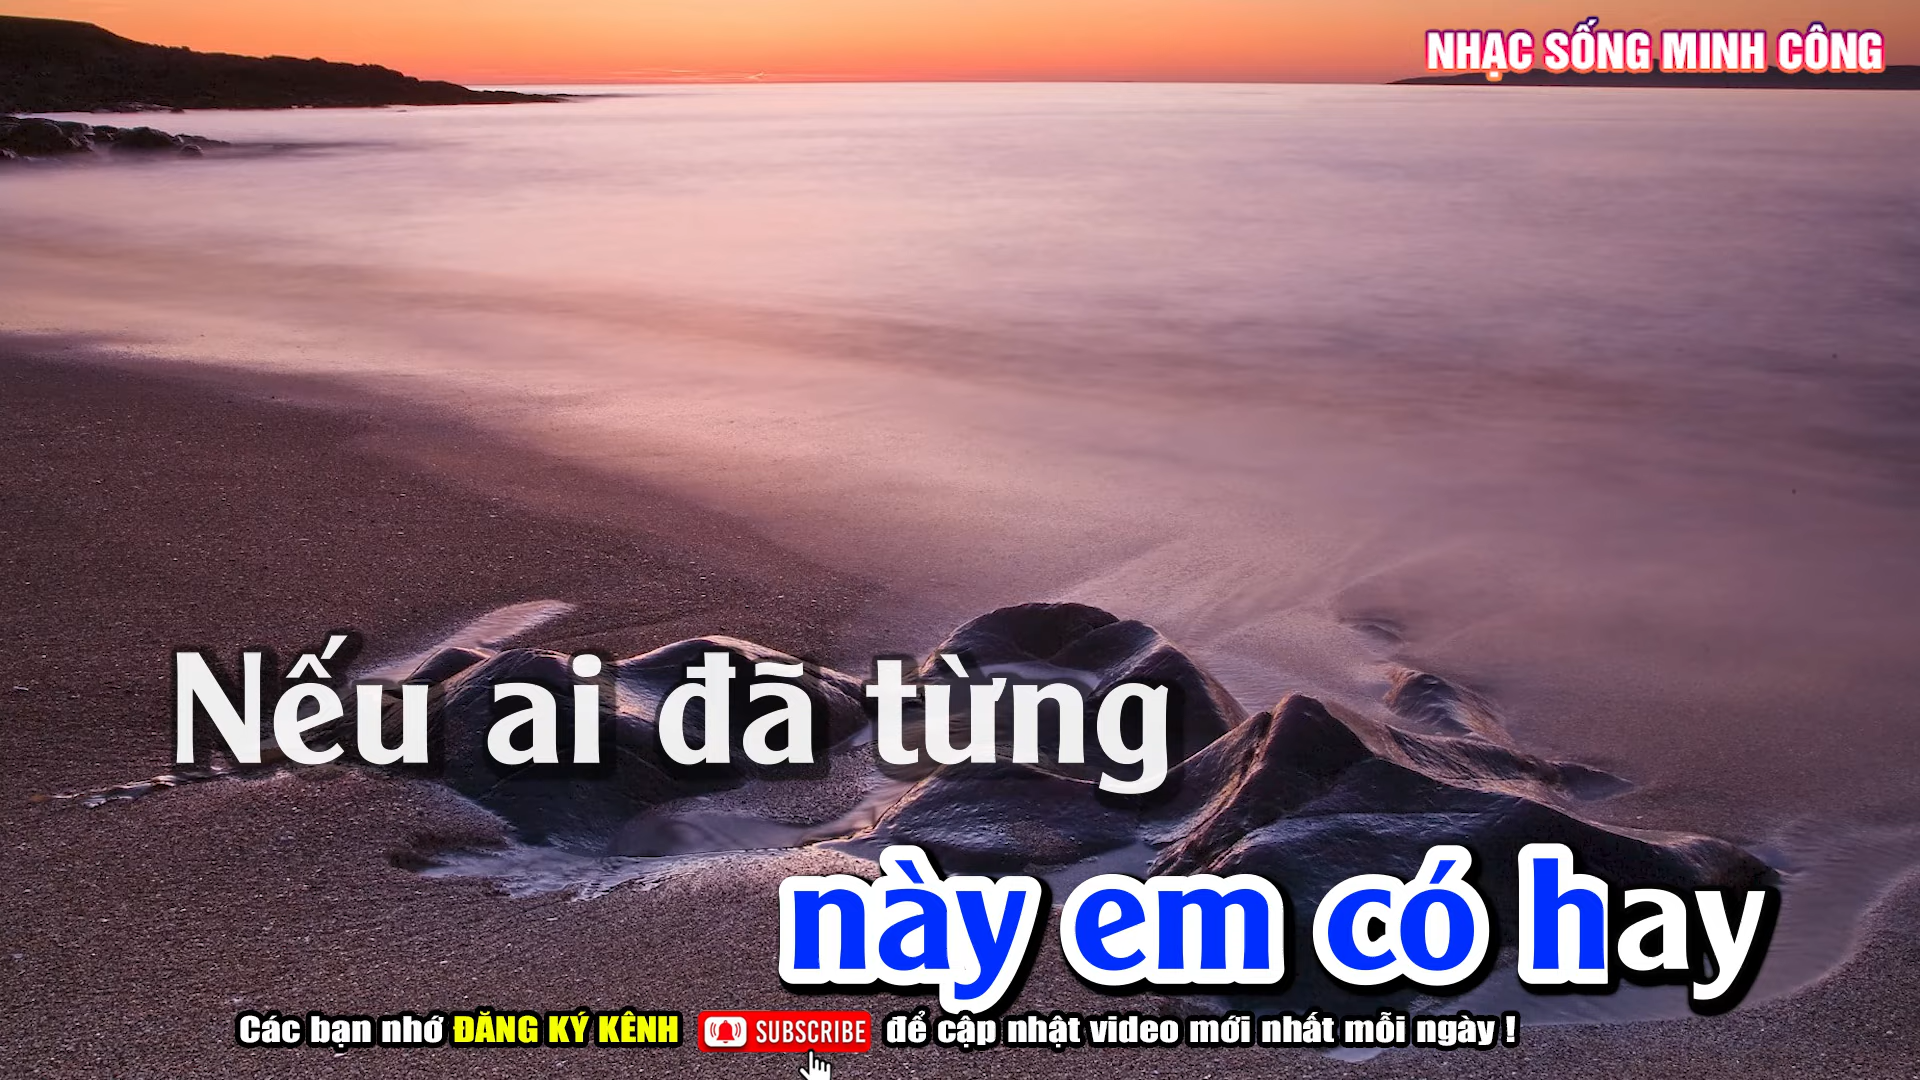 NHẠC SỐNG MINH CÔNG
Nếu ai đã từng
này em có hay
Các bạn nhớ ĐĂNG KÝ KÊNH SUBSCRIBE để cập nhật video mới nhất mỗi ngày !